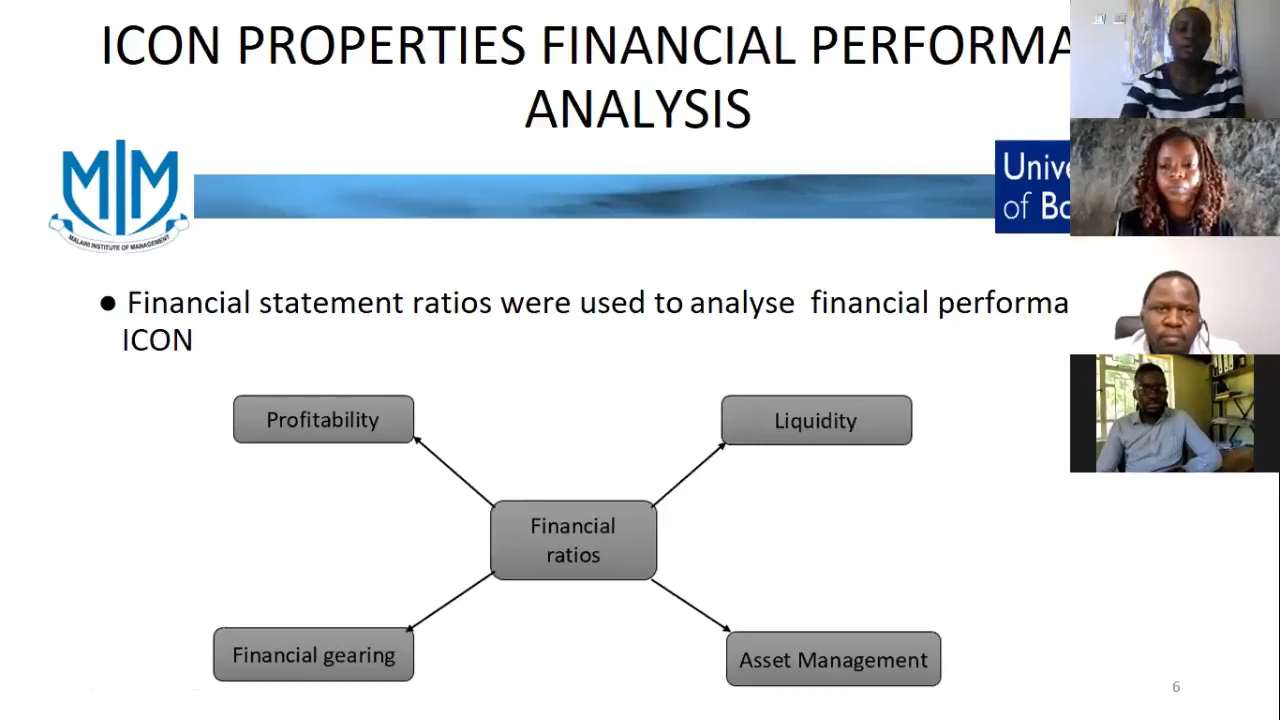 ICON PROPERTIES FINANCIAL PERFORMA
ANALYSIS
MIM
MALAWI INSTITUTE OF MANAGEMENT
Unive
of Bo
● Financial statement ratios were used to analyse financial performa
ICON
Profitability
Liquidity
Financial
ratios
Financial gearing
Asset Management
6